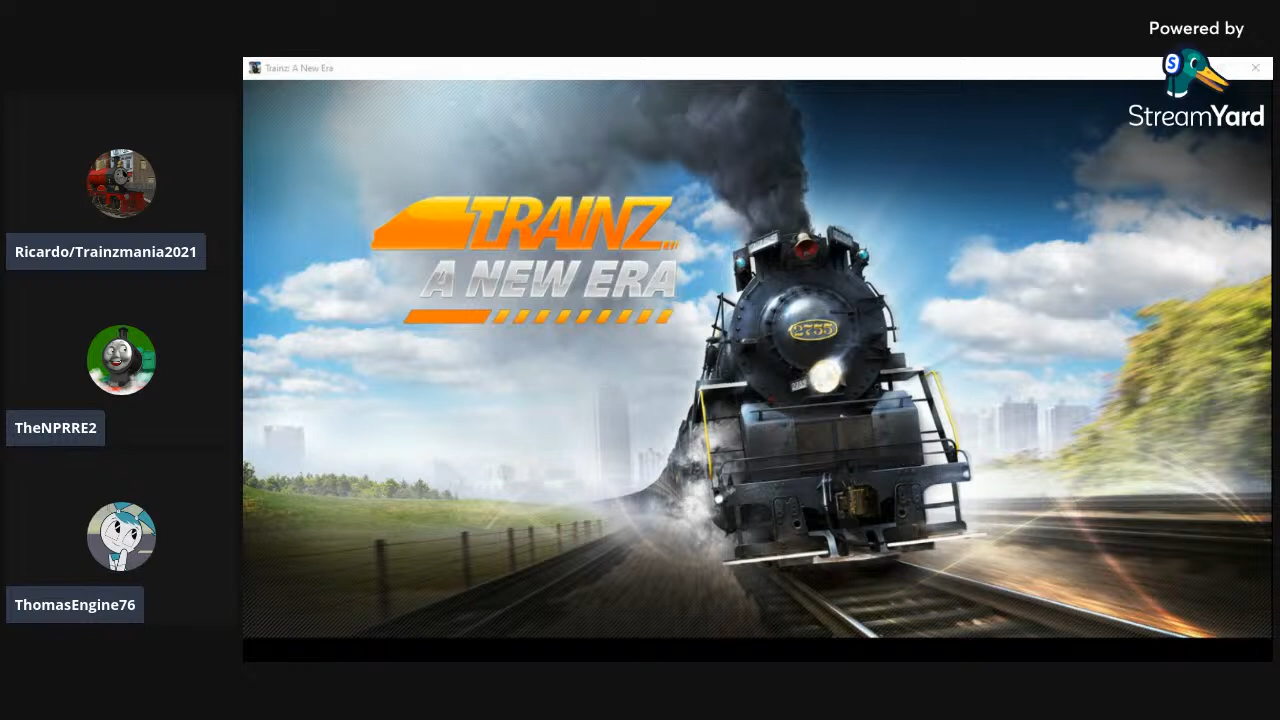 Powered by
StreamYard
Trainz: A New Era
TRAINZ
A NEW ERA
2755
Ricardo/Trainzmania2021
TheNPRRE2
ThomasEngine76